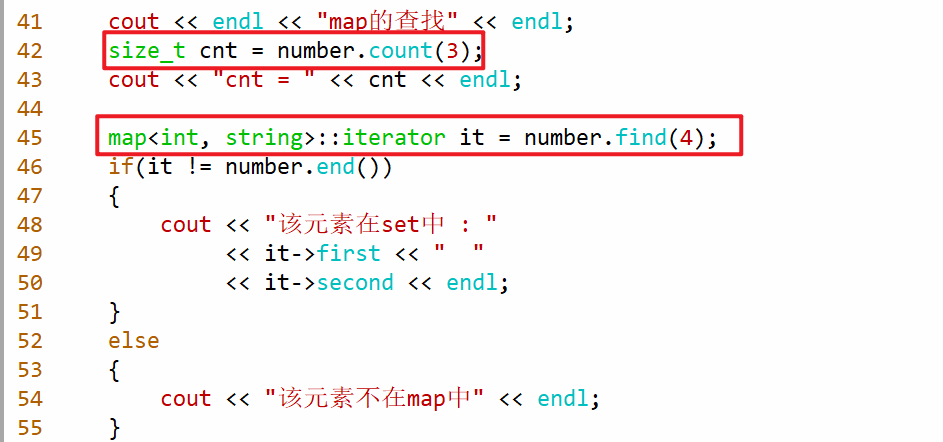 41 cout << endl << "map的查找" << endl;
42 size_t cnt = number.count(3);
43 cout << "cnt = " << cnt << endl;
44
45 map<int, string>::iterator it = number.find(4);
46 if(it != number.end())
47 {
48 cout << "该元素在set中 : "
49 << it->first << "  "
50 << it->second << endl;
51 }
52 else
53 {
54 cout << "该元素不在map中" << endl;
55 }